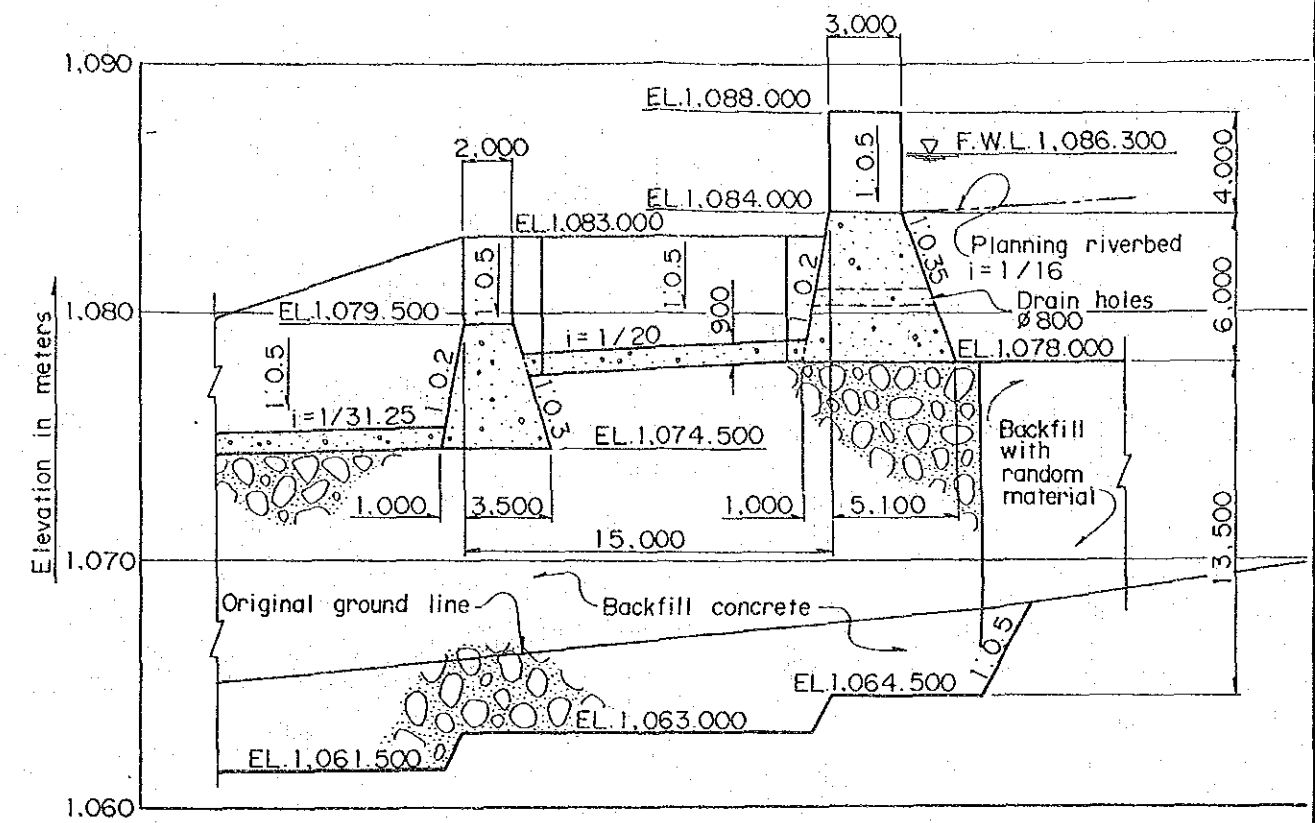 3,000
1,090
EL.1,088.000
2,000
1:0.5
F.W.L.1,086.300
4,000
EL.1,084.000
EL.1,083.000
1:0.5
1:0.5
1:0.2
1:0.35
Planning riverbed
i=1/16
1,080
EL.1,079.500
900
Drain holes
ø800
6,000
i=1/20
EL.1,078.000
1:0.5
1:0.2
i=1/31.25
1:0.3
EL.1,074.500
Backfill
with
random
material
1,000
3,500
1,000
5,100
15,000
13,500
Elevation in meters
1,070
Original ground line
Backfill concrete
1:0.5
EL.1,064.500
EL.1,063.000
EL.1,061.500
1,060